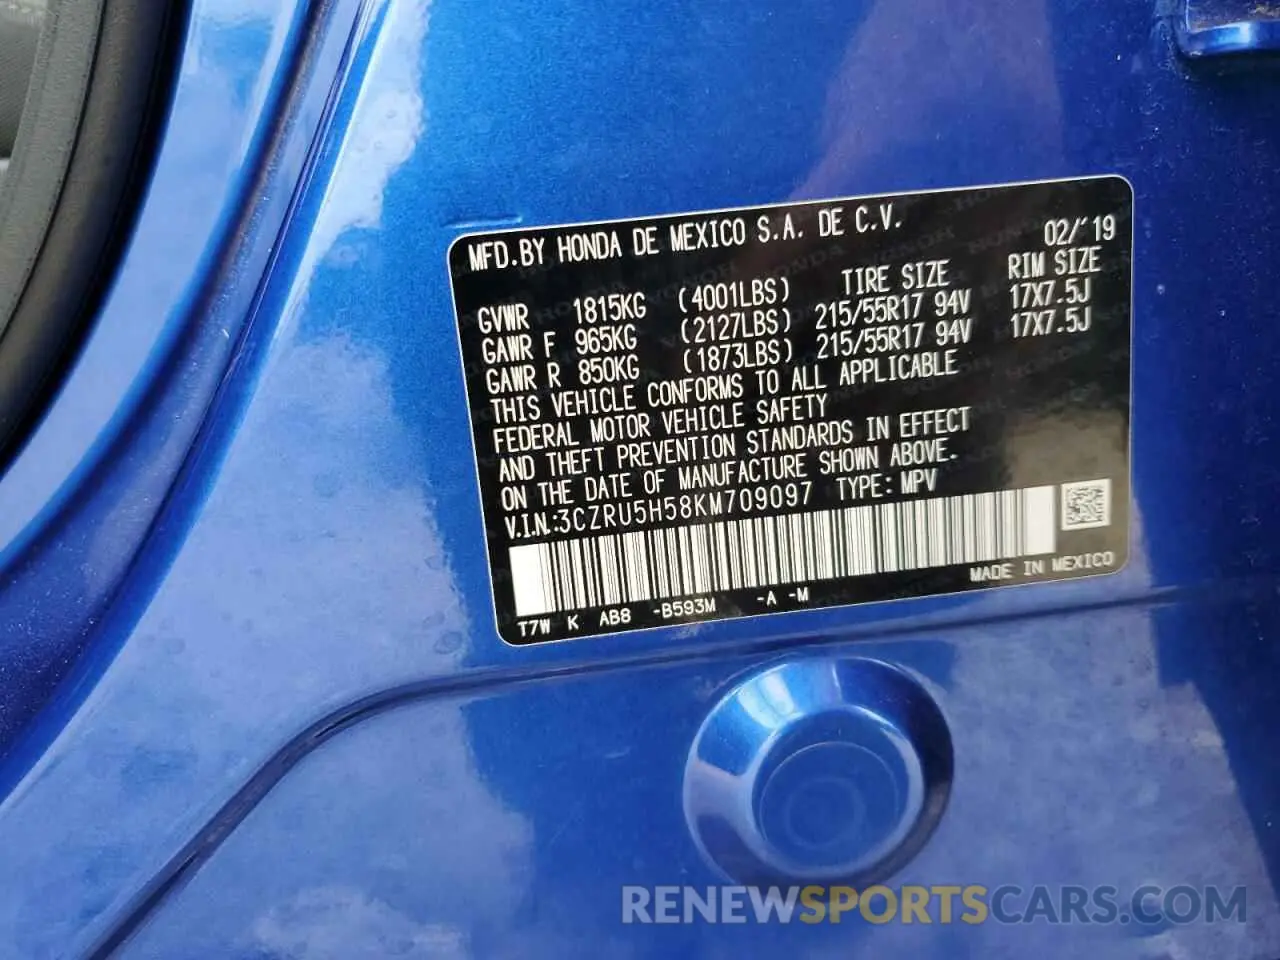 MFD.BY HONDA DE MEXICO S.A. DE C.V. 02/'19
GVWR 1815KG (4001LBS) TIRE SIZE RIM SIZE
GAWR F 965KG (2127LBS) 215/55R17 94V 17X7.5J
GAWR R 850KG (1873LBS) 215/55R17 94V 17X7.5J
THIS VEHICLE CONFORMS TO ALL APPLICABLE
FEDERAL MOTOR VEHICLE SAFETY
AND THEFT PREVENTION STANDARDS IN EFFECT
ON THE DATE OF MANUFACTURE SHOWN ABOVE.
V.I.N.:3CZRU5H58KM709097 TYPE:MPV
MADE IN MEXICO
T7W K AB8 -B593M -A -M
RENEWSPORTSCARS.COM